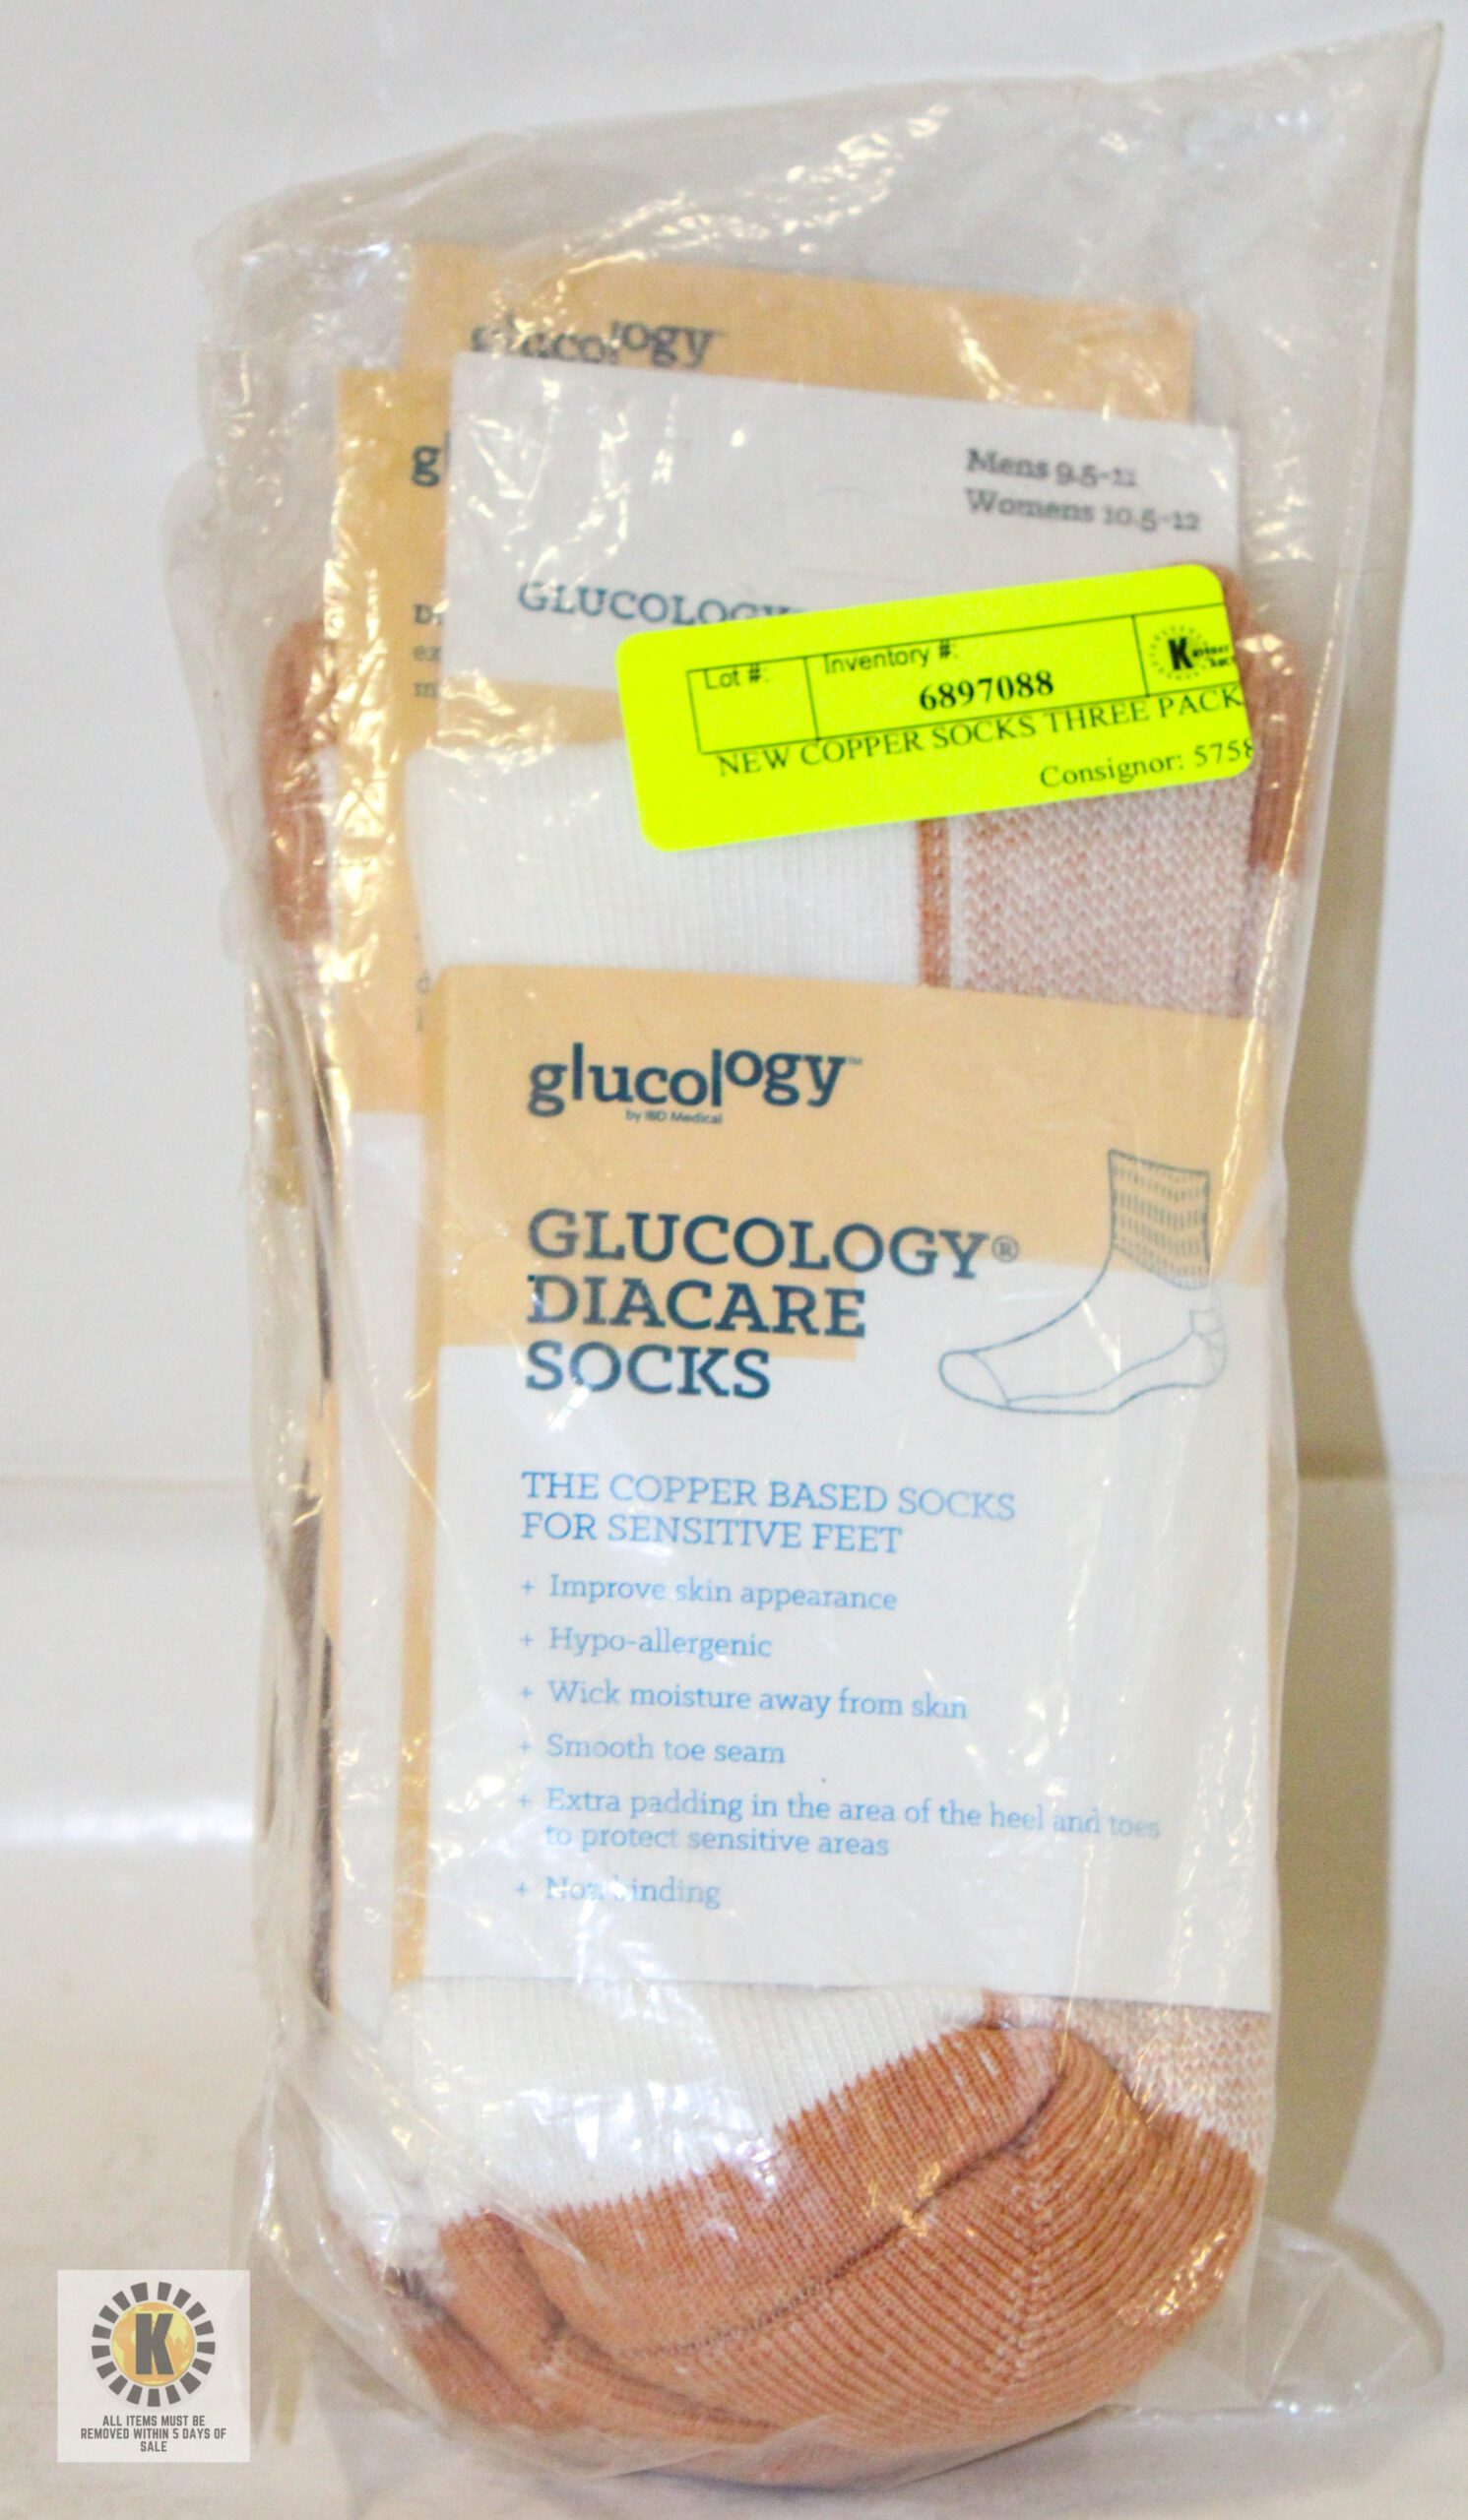 glucology
g
Mens 9.5-11
Womens 10.5-12
GLUCOLOGY
Lot #:
Inventory #:
6897088
K
NEW COPPER SOCKS THREE PACK
Consignor: 5758
glucology™
by IBD Medical
GLUCOLOGY®
DIACARE
SOCKS
THE COPPER BASED SOCKS
FOR SENSITIVE FEET
+ Improve skin appearance
+ Hypo-allergenic
+ Wick moisture away from skin
+ Smooth toe seam
+ Extra padding in the area of the heel and toes
to protect sensitive areas
+ Non binding
K
ALL ITEMS MUST BE
REMOVED WITHIN 5 DAYS OF
SALE